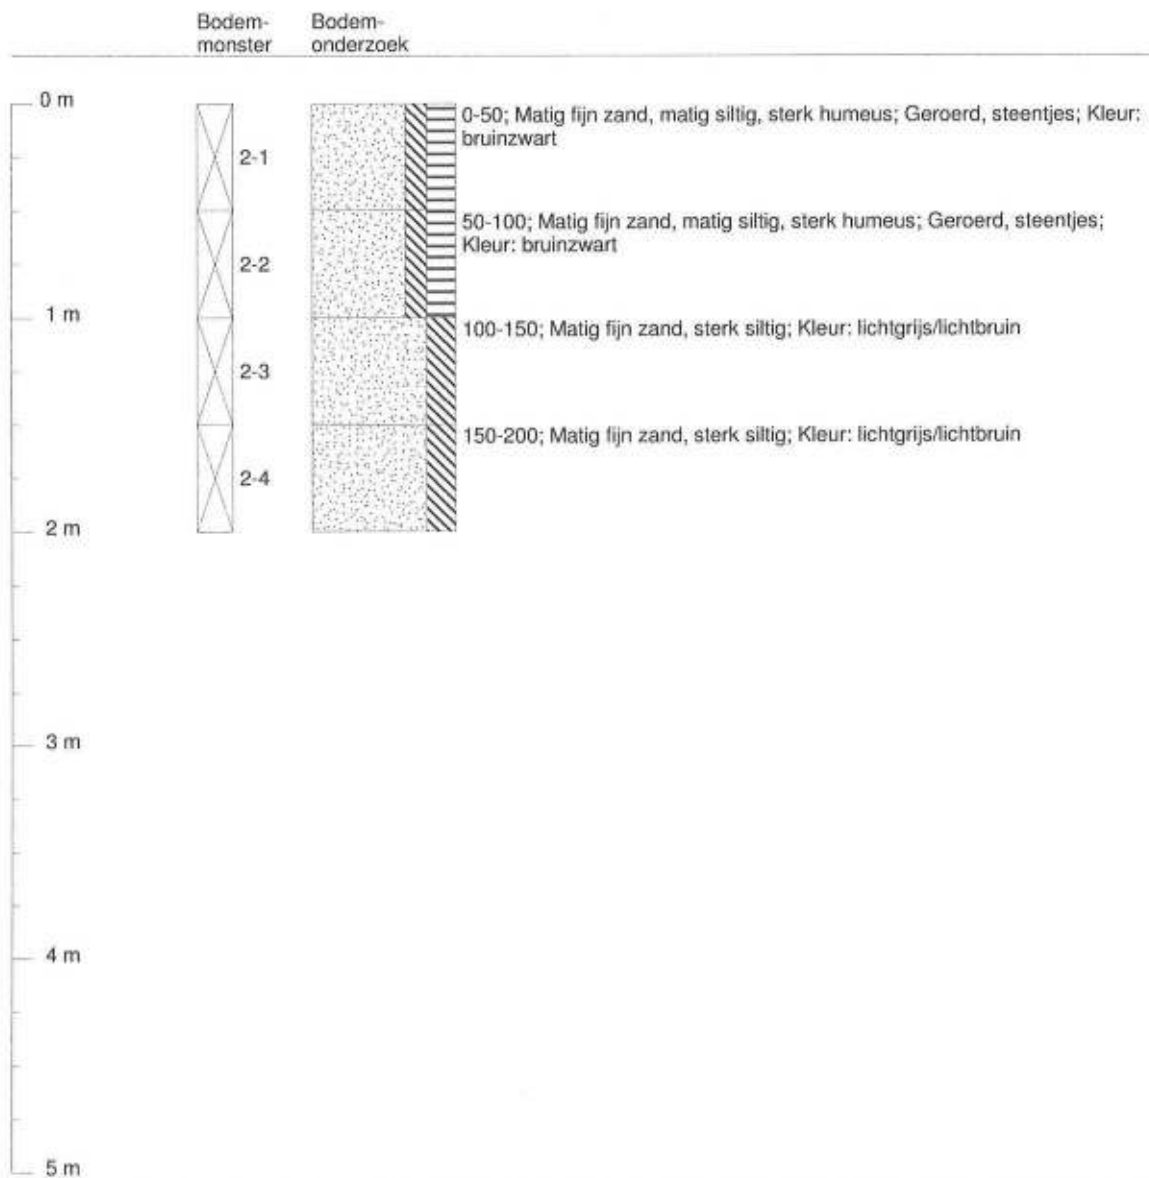 Bodem-
monster
Bodem-
onderzoek
0 m
0-50; Matig fijn zand, matig siltig, sterk humeus; Geroerd, steentjes; Kleur:
bruinzwart
2-1
50-100; Matig fijn zand, matig siltig, sterk humeus; Geroerd, steentjes;
Kleur: bruinzwart
2-2
1 m
100-150; Matig fijn zand, sterk siltig; Kleur: lichtgrijs/lichtbruin
2-3
150-200; Matig fijn zand, sterk siltig; Kleur: lichtgrijs/lichtbruin
2-4
2 m
3 m
4 m
5 m